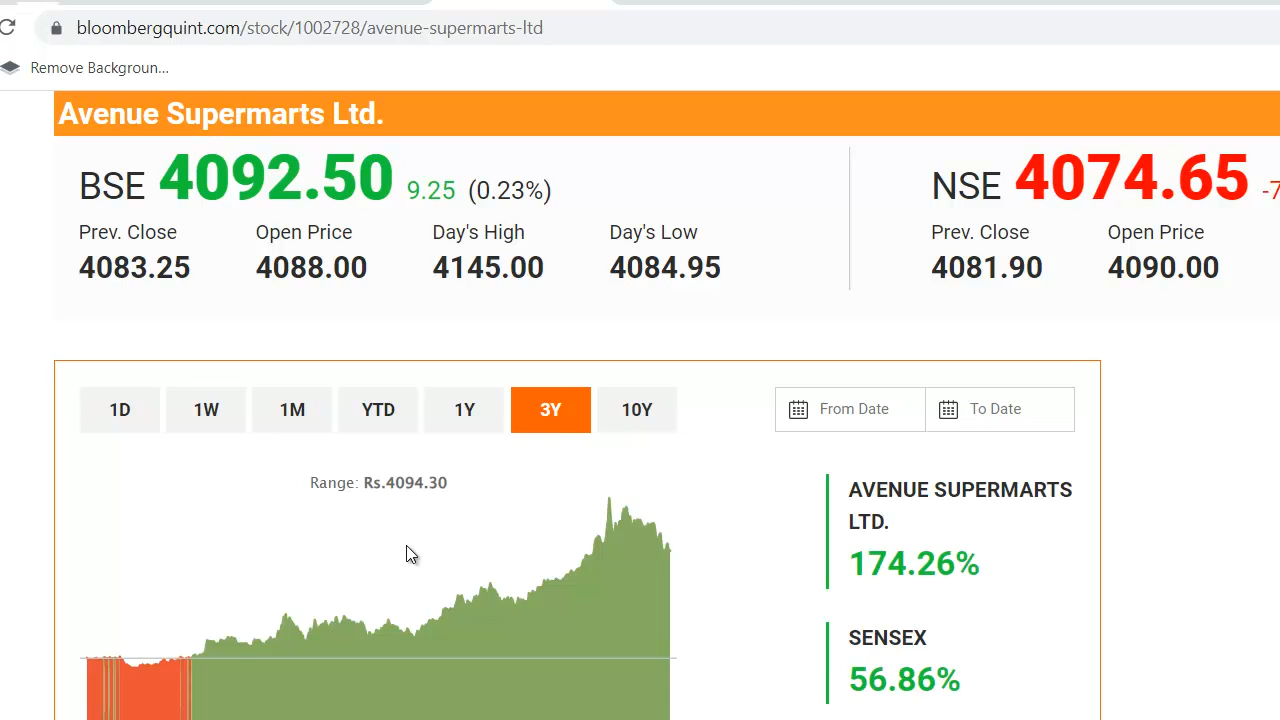 bloombergquint.com/stock/1002728/avenue-supermarts-ltd
Remove Backgroun...
Avenue Supermarts Ltd.
BSE 4092.50 9.25 (0.23%)
Prev. Close Open Price Day's High Day's Low
4083.25 4088.00 4145.00 4084.95
NSE 4074.65 -7
Prev. Close Open Price
4081.90 4090.00
1D 1W 1M YTD 1Y 3Y 10Y
From Date To Date
Range: Rs.4094.30
AVENUE SUPERMARTS
LTD.
174.26%
SENSEX
56.86%